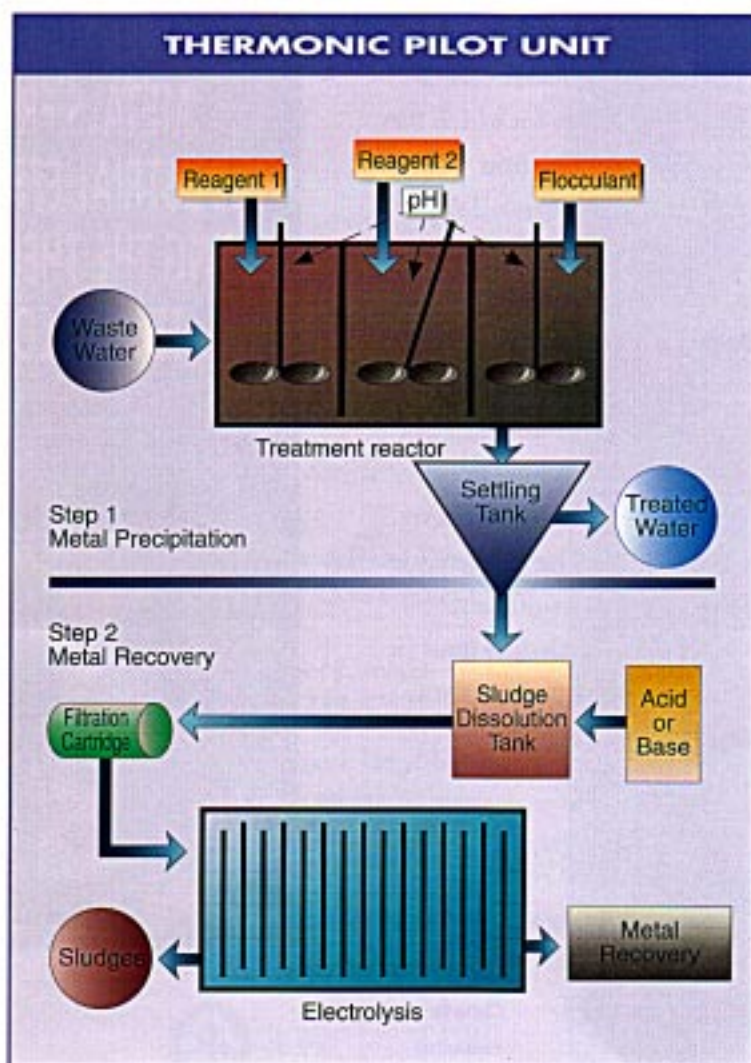 THERMONIC PILOT UNIT
Reagent 1
Reagent 2
Flocculant
pH
Waste
Water
Treatment reactor
Settling
Tank
Treated
Water
Step 1
Metal Precipitation
Step 2
Metal Recovery
Filtration
Cartridge
Sludge
Dissolution
Tank
Acid
or
Base
Sludges
Metal
Recovery
Electrolysis